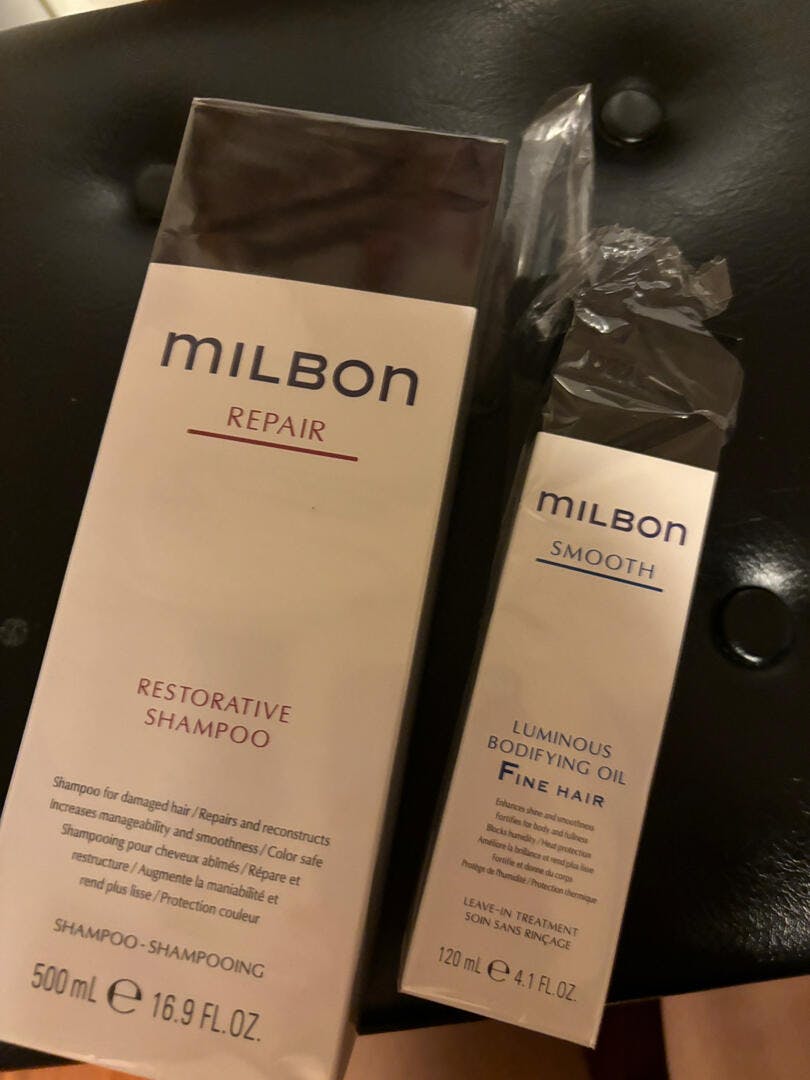 MILBON
REPAIR
RESTORATIVE
SHAMPOO
Shampoo for damaged hair / Repairs and reconstructs
Increases manageability and smoothness / Color safe
Shampooing pour cheveux abîmés / Répare et
restructure / Augmente la maniabilité et
rend plus lisse / Protection couleur
SHAMPOO - SHAMPOOING
500 mL ℮ 16.9 FL.OZ.
MILBON
SMOOTH
LUMINOUS
BODIFYING OIL
FINE HAIR
Enhances shine and smoothness
Fortifies for body and fullness
Blocks humidity / Heat protection
Améliore la brillance et rend plus lisse
Fortifie et donne du corps
Protège de l'humidité / Protection thermique
LEAVE-IN TREATMENT
SOIN SANS RINÇAGE
120 mL ℮ 4.1 FL.OZ.